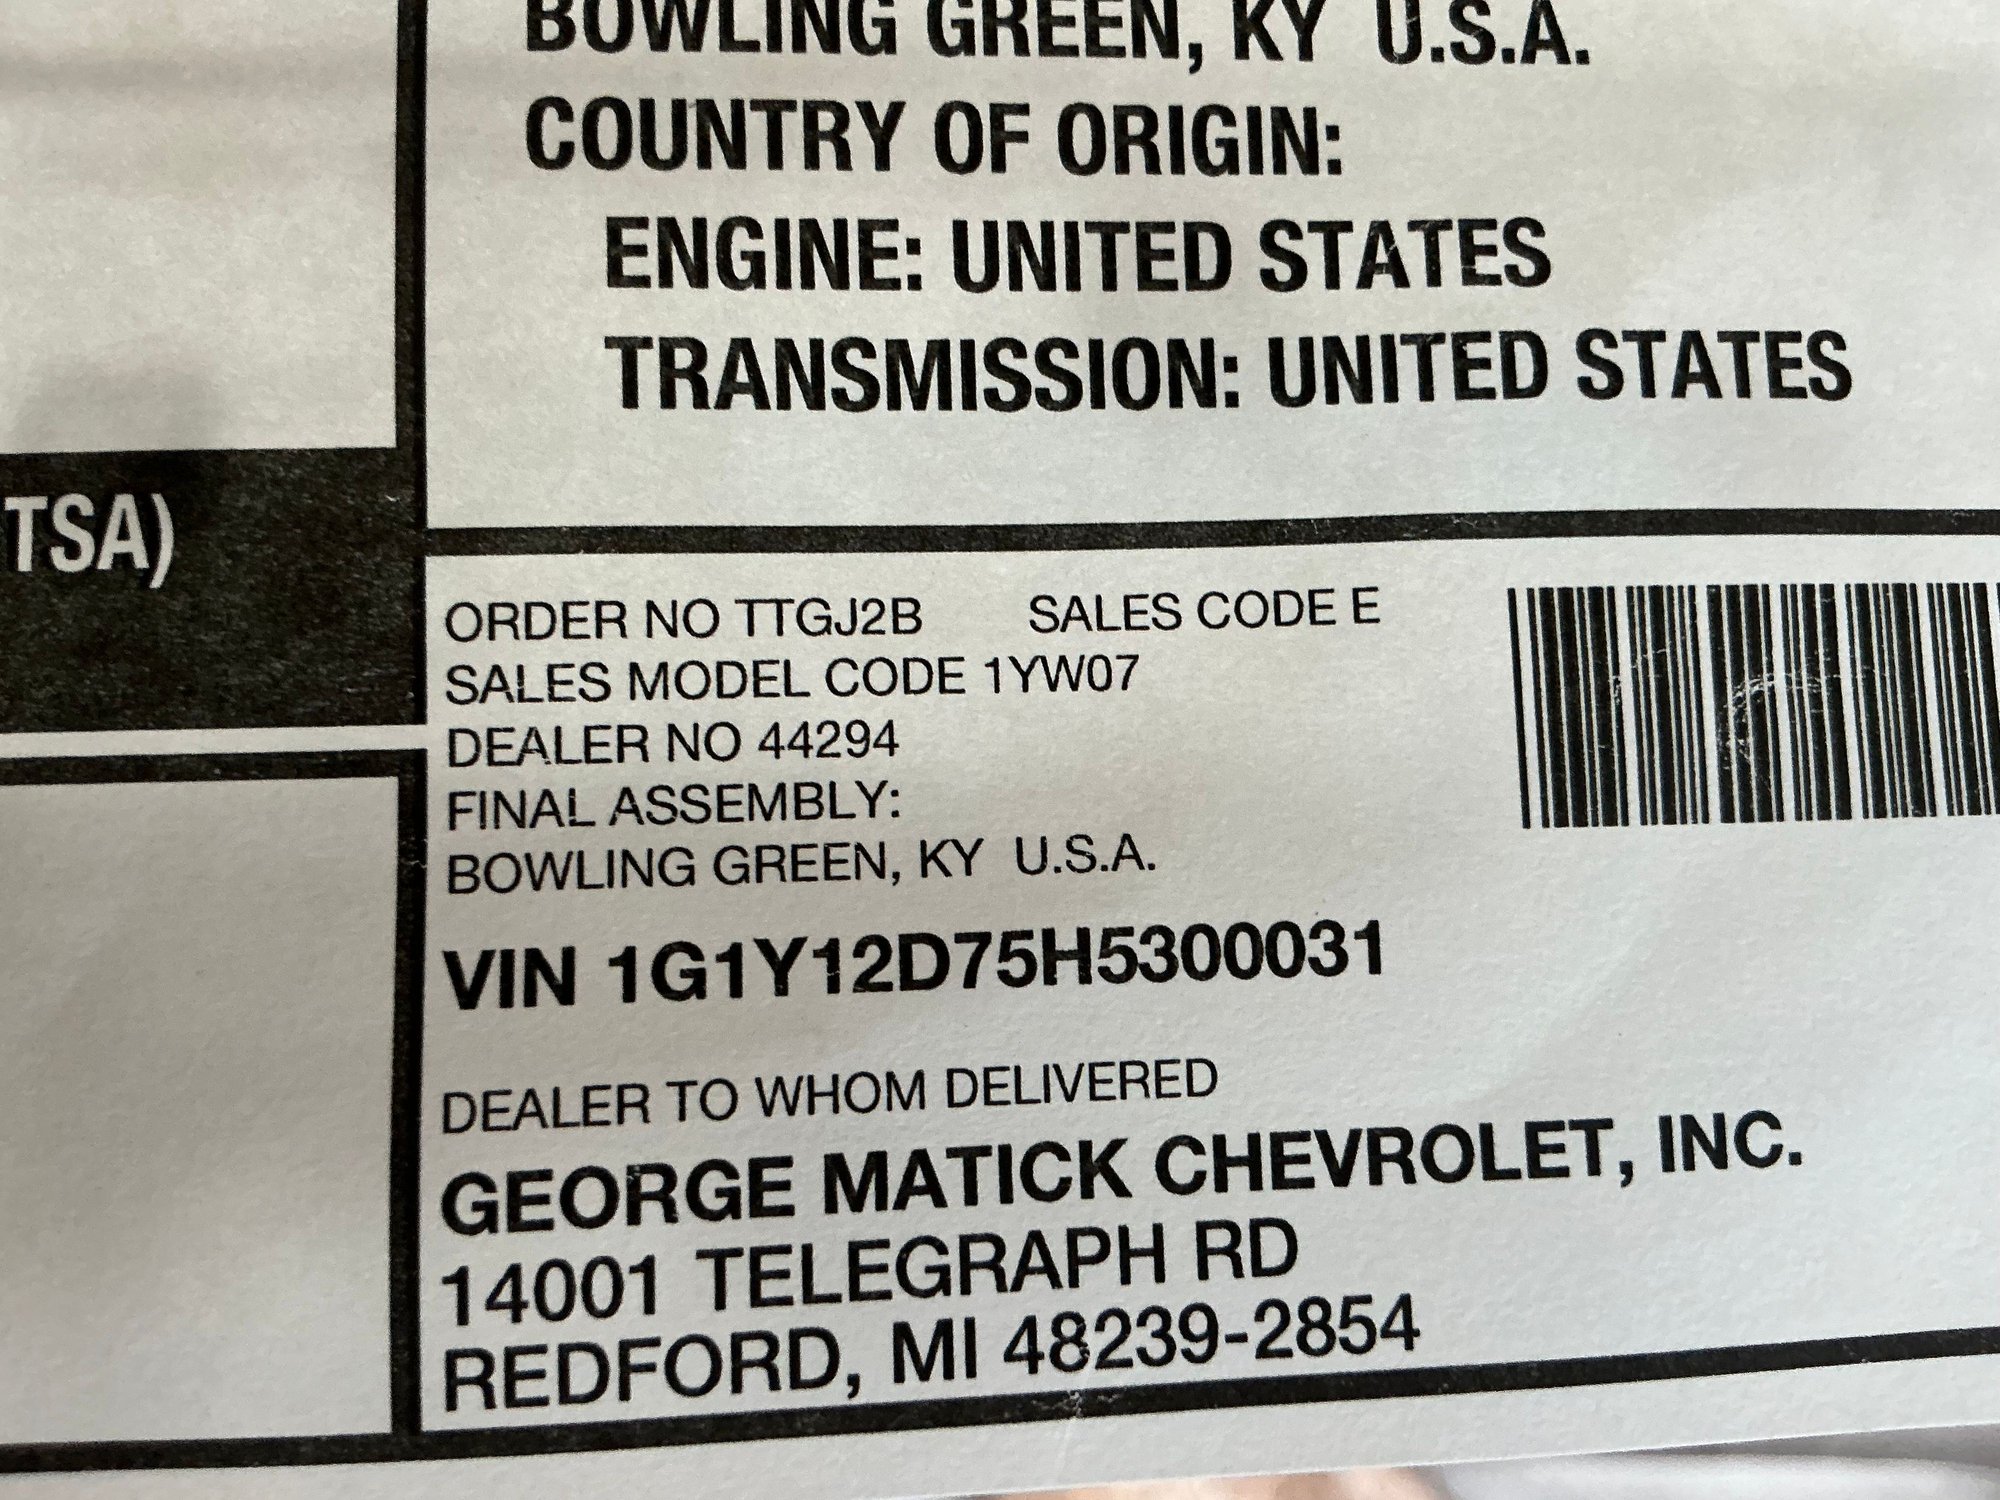 BOWLING GREEN, KY U.S.A.
COUNTRY OF ORIGIN:
ENGINE: UNITED STATES
TRANSMISSION: UNITED STATES
TSA)
ORDER NO TTGJ2B SALES CODE E
SALES MODEL CODE 1YW07
DEALER NO 44294
FINAL ASSEMBLY:
BOWLING GREEN, KY U.S.A.
VIN 1G1Y12D75H5300031
DEALER TO WHOM DELIVERED
GEORGE MATICK CHEVROLET, INC.
14001 TELEGRAPH RD
REDFORD, MI 48239-2854